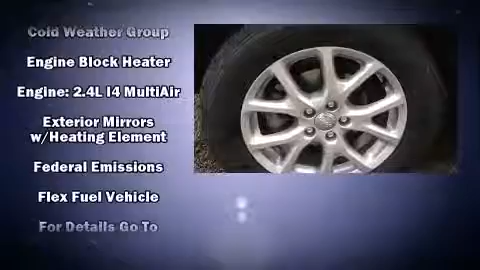 Cold Weather Group
Engine Block Heater
Engine: 2.4L I4 MultiAir
Exterior Mirrors
w/Heating Element
Federal Emissions
Flex Fuel Vehicle
For Details Go To